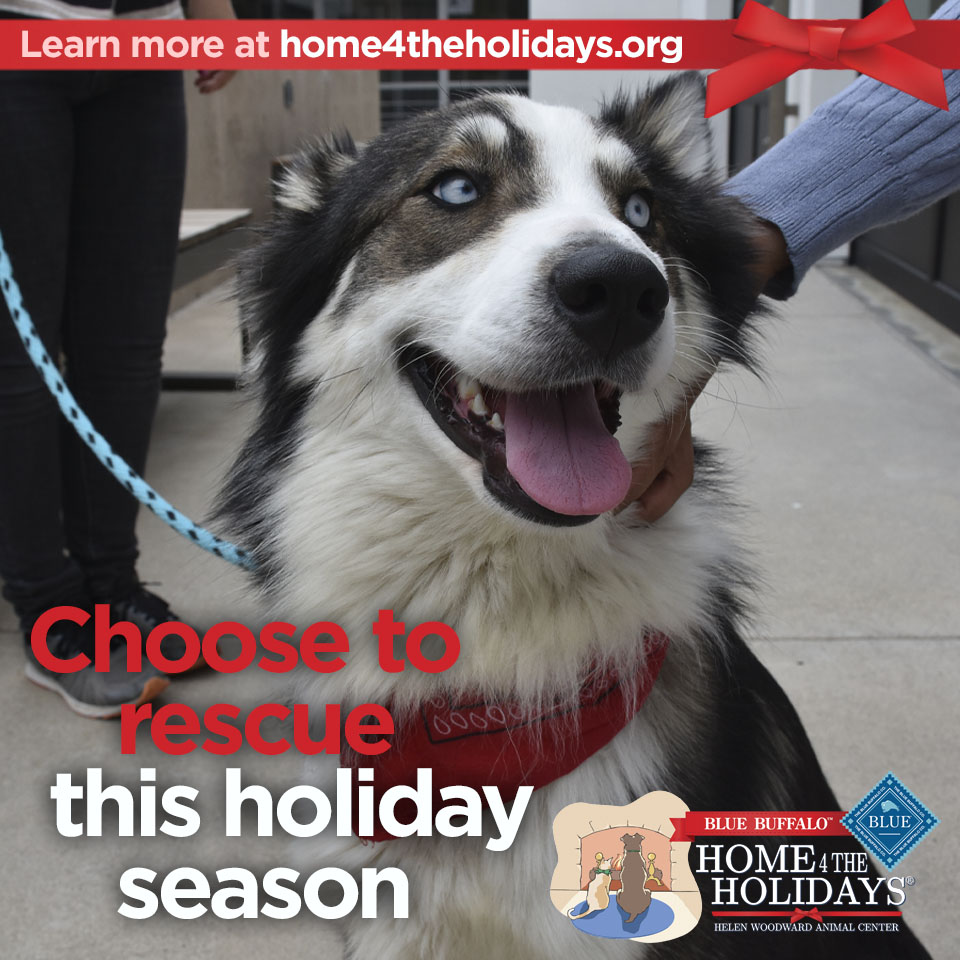 Learn more at home4theholidays.org
Choose to
rescue
this holiday
season
BLUE BUFFALO™
BLUE
HOME 4 THE
HOLIDAYS®
HELEN WOODWARD ANIMAL CENTER